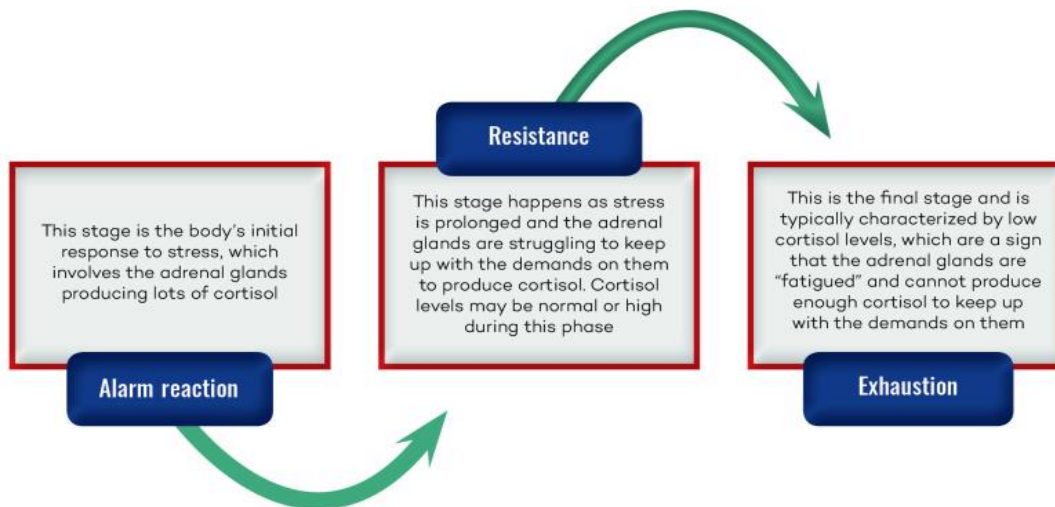 This stage is the body’s initial
response to stress, which
involves the adrenal glands
producing lots of cortisol
Alarm reaction
Resistance
This stage happens as stress
is prolonged and the adrenal
glands are struggling to keep
up with the demands on them
to produce cortisol. Cortisol
levels may be normal or high
during this phase
This is the final stage and is
typically characterized by low
cortisol levels, which are a sign
that the adrenal glands are
“fatigued” and cannot produce
enough cortisol to keep up
with the demands on them
Exhaustion